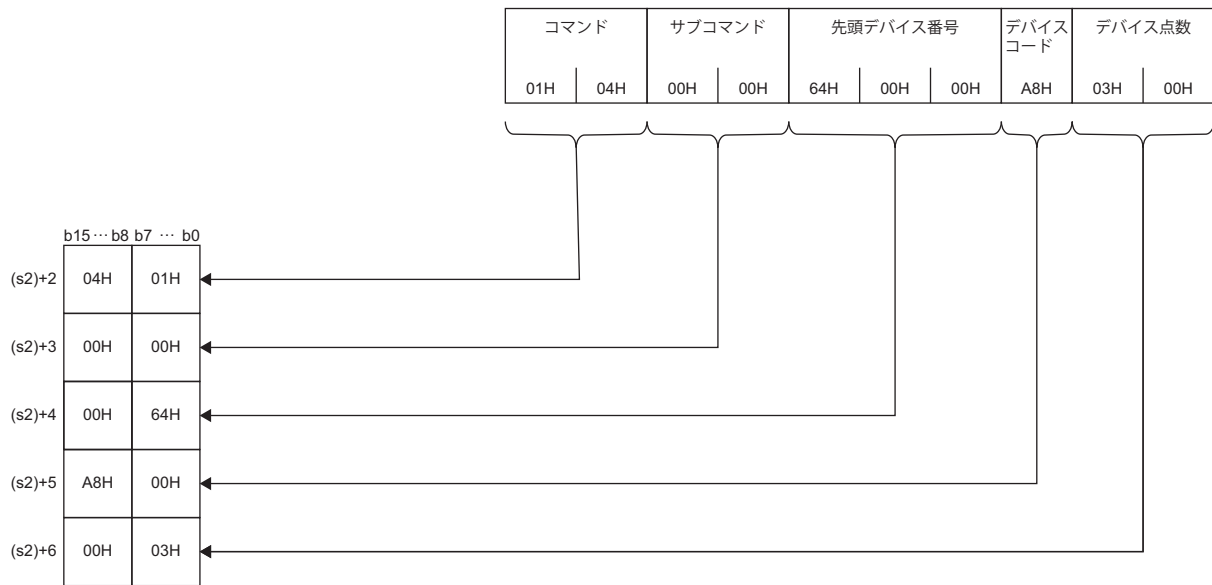 コマンド サブコマンド 先頭デバイス番号 デバイス デバイス点数
コード
01H 04H 00H 00H 64H 00H 00H A8H 03H 00H
b15…b8 b7 … b0
(s2)+2 04H 01H
(s2)+3 00H 00H
(s2)+4 00H 64H
(s2)+5 A8H 00H
(s2)+6 00H 03H